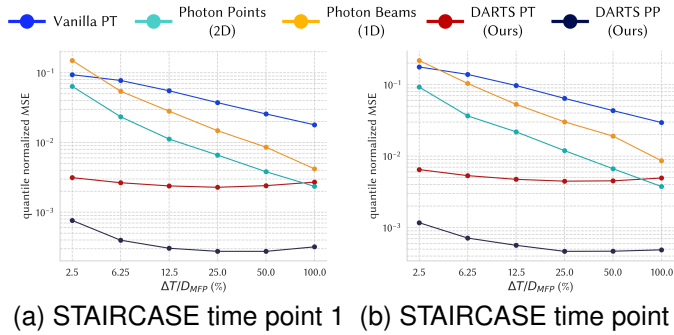 Vanilla PT
Photon Points
(2D)
Photon Beams
(1D)
DARTS PT
(Ours)
DARTS PP
(Ours)
quantile normalized MSE
10⁻¹
10⁻²
10⁻³
2.5 6.25 12.5 25.0 50.0 100.0
ΔT/D_MFP (%)
(a) STAIRCASE time point 1
quantile normalized MSE
10⁻¹
10⁻²
10⁻³
2.5 6.25 12.5 25.0 50.0 100.0
ΔT/D_MFP (%)
(b) STAIRCASE time point